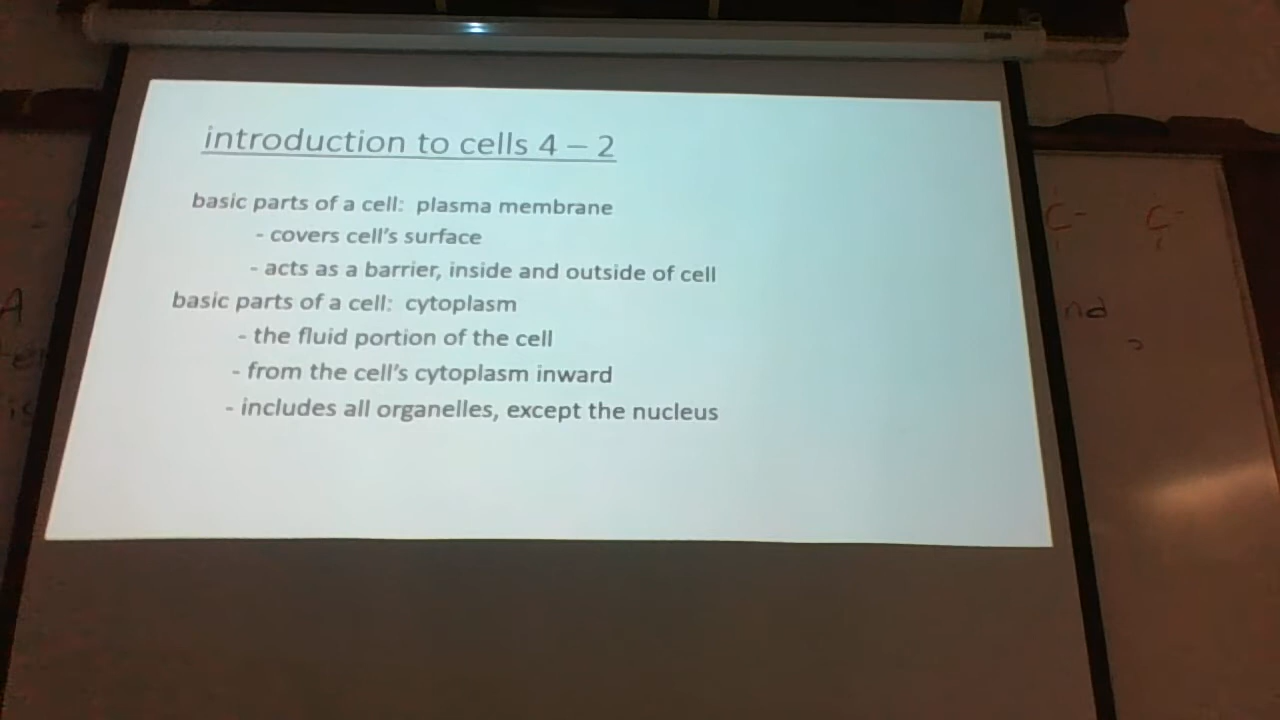 introduction to cells 4 – 2
basic parts of a cell: plasma membrane
- covers cell's surface
- acts as a barrier, inside and outside of cell
basic parts of a cell: cytoplasm
- the fluid portion of the cell
- from the cell's cytoplasm inward
- includes all organelles, except the nucleus